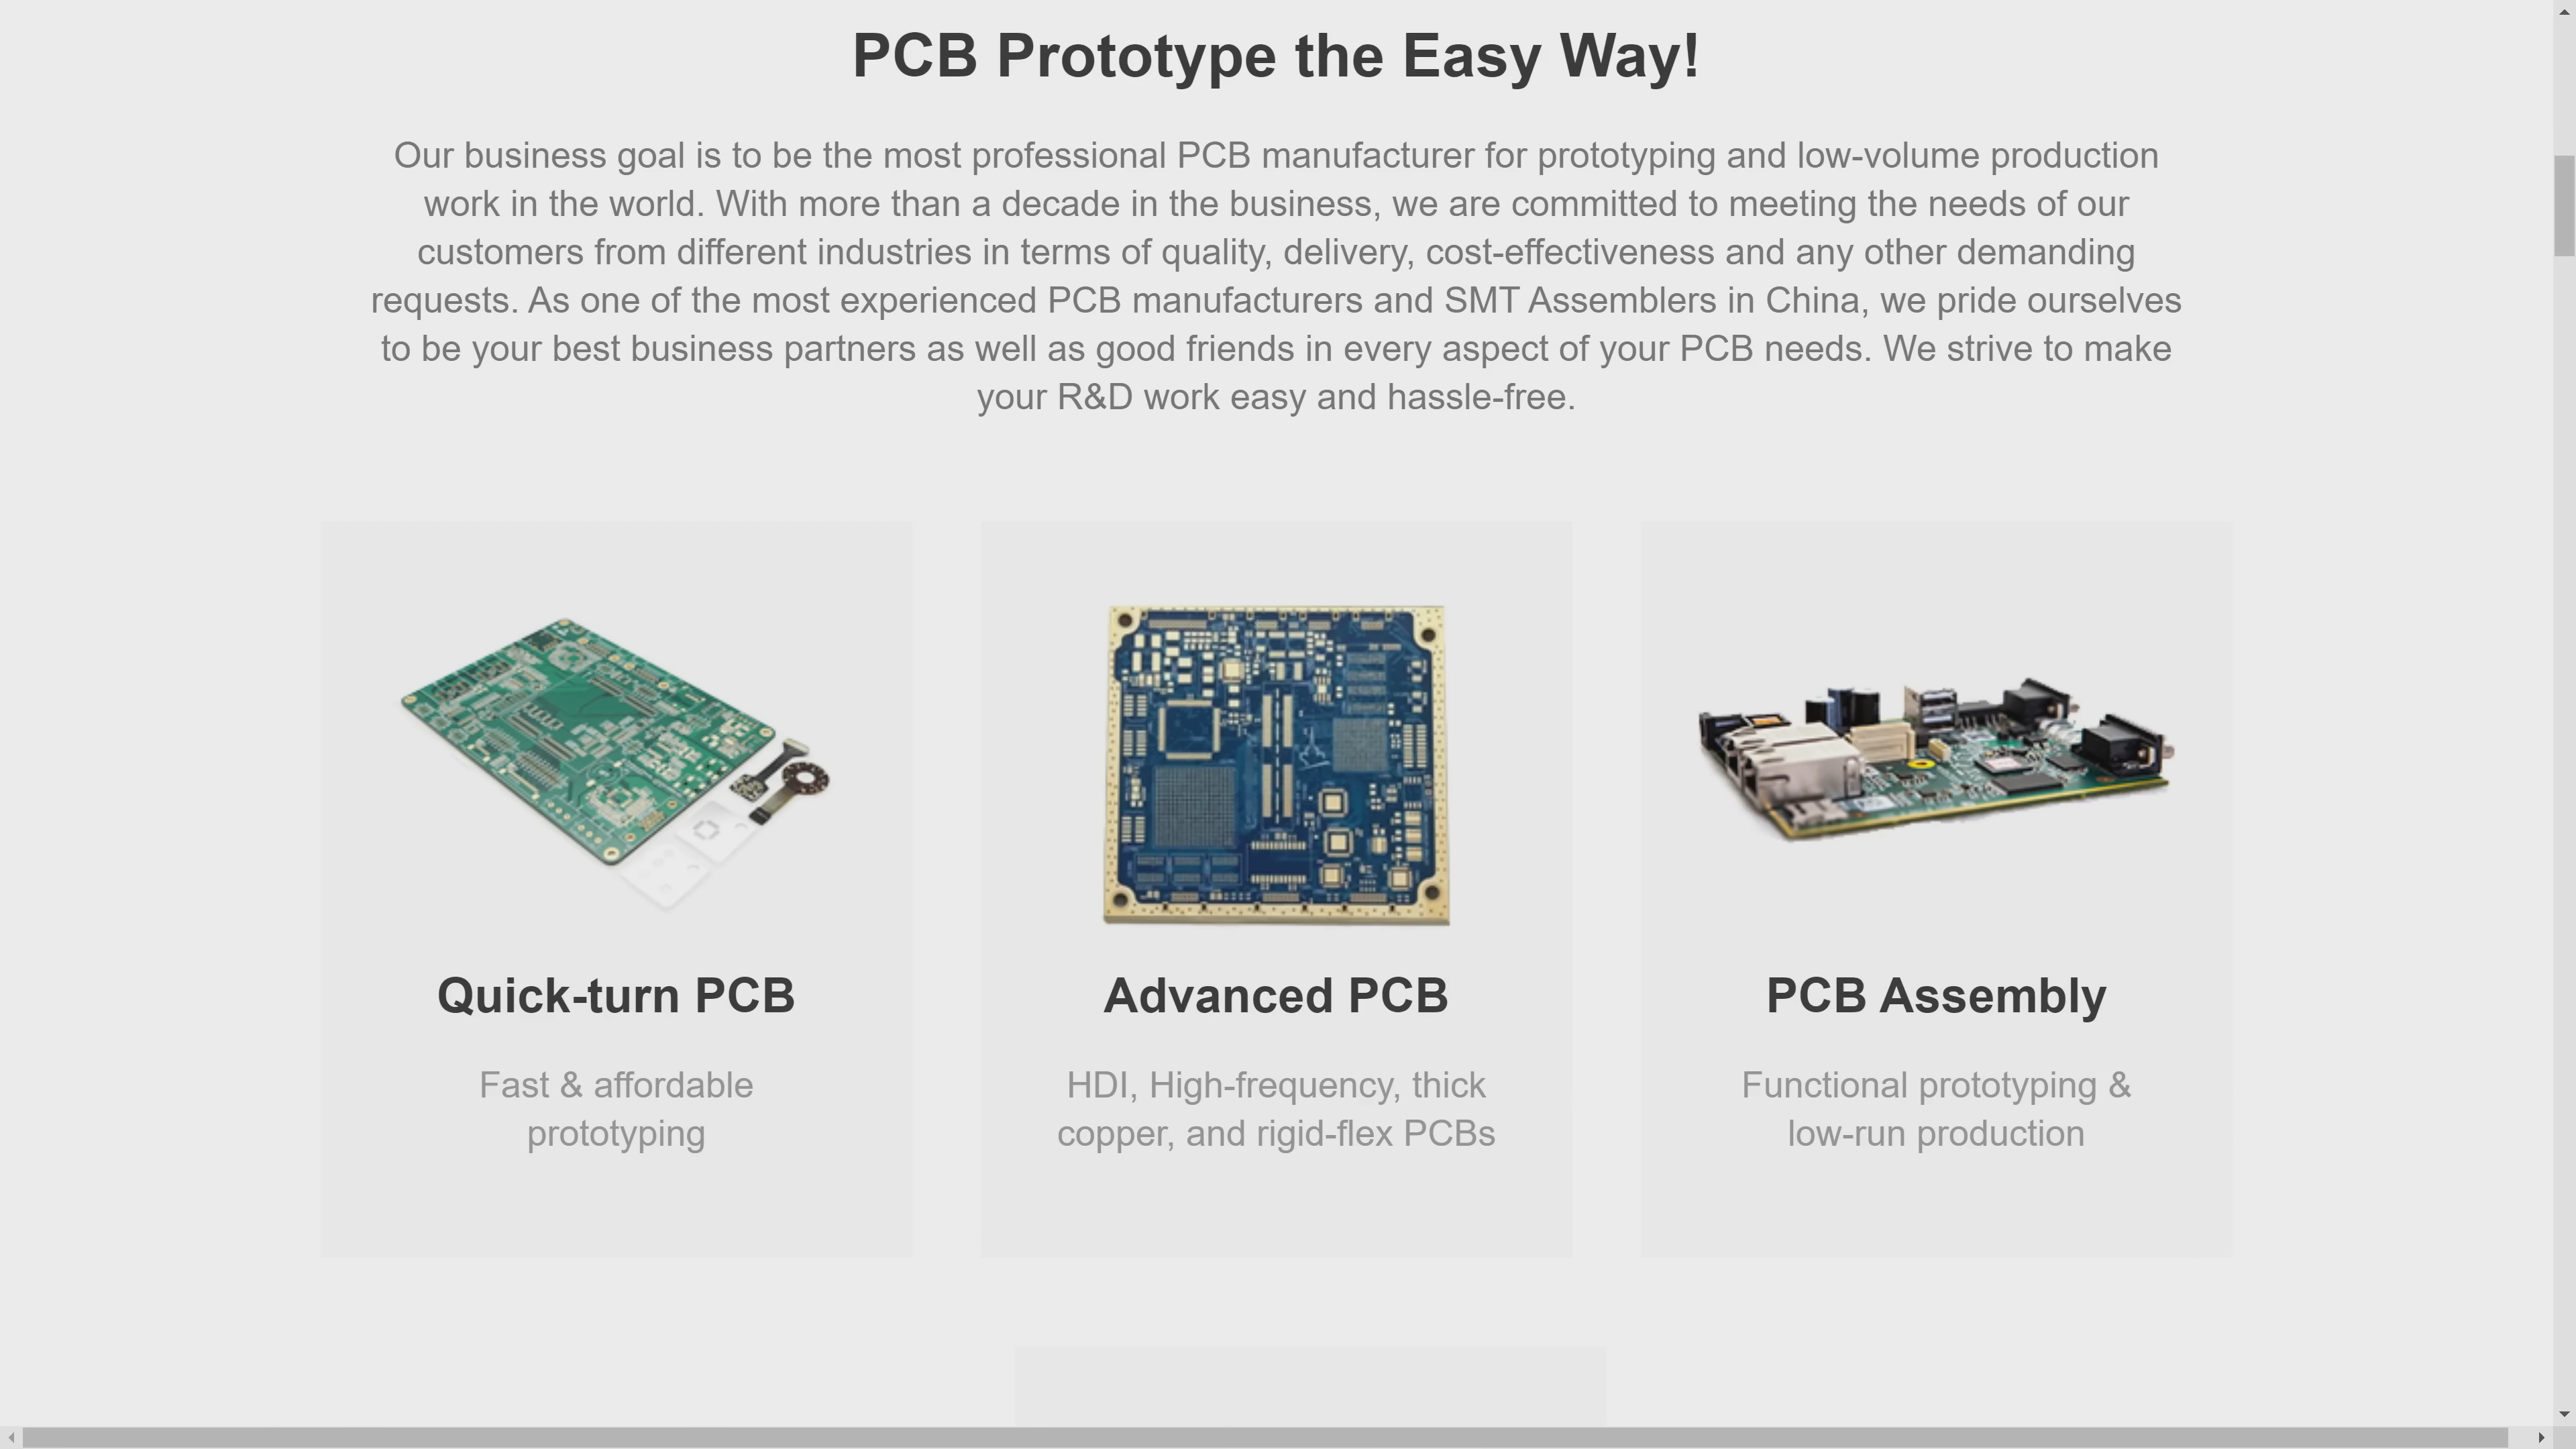 PCB Prototype the Easy Way!
Our business goal is to be the most professional PCB manufacturer for prototyping and low-volume production
work in the world. With more than a decade in the business, we are committed to meeting the needs of our
customers from different industries in terms of quality, delivery, cost-effectiveness and any other demanding
requests. As one of the most experienced PCB manufacturers and SMT Assemblers in China, we pride ourselves
to be your best business partners as well as good friends in every aspect of your PCB needs. We strive to make
your R&D work easy and hassle-free.
Quick-turn PCB
Fast & affordable
prototyping
Advanced PCB
HDI, High-frequency, thick
copper, and rigid-flex PCBs
PCB Assembly
Functional prototyping &
low-run production